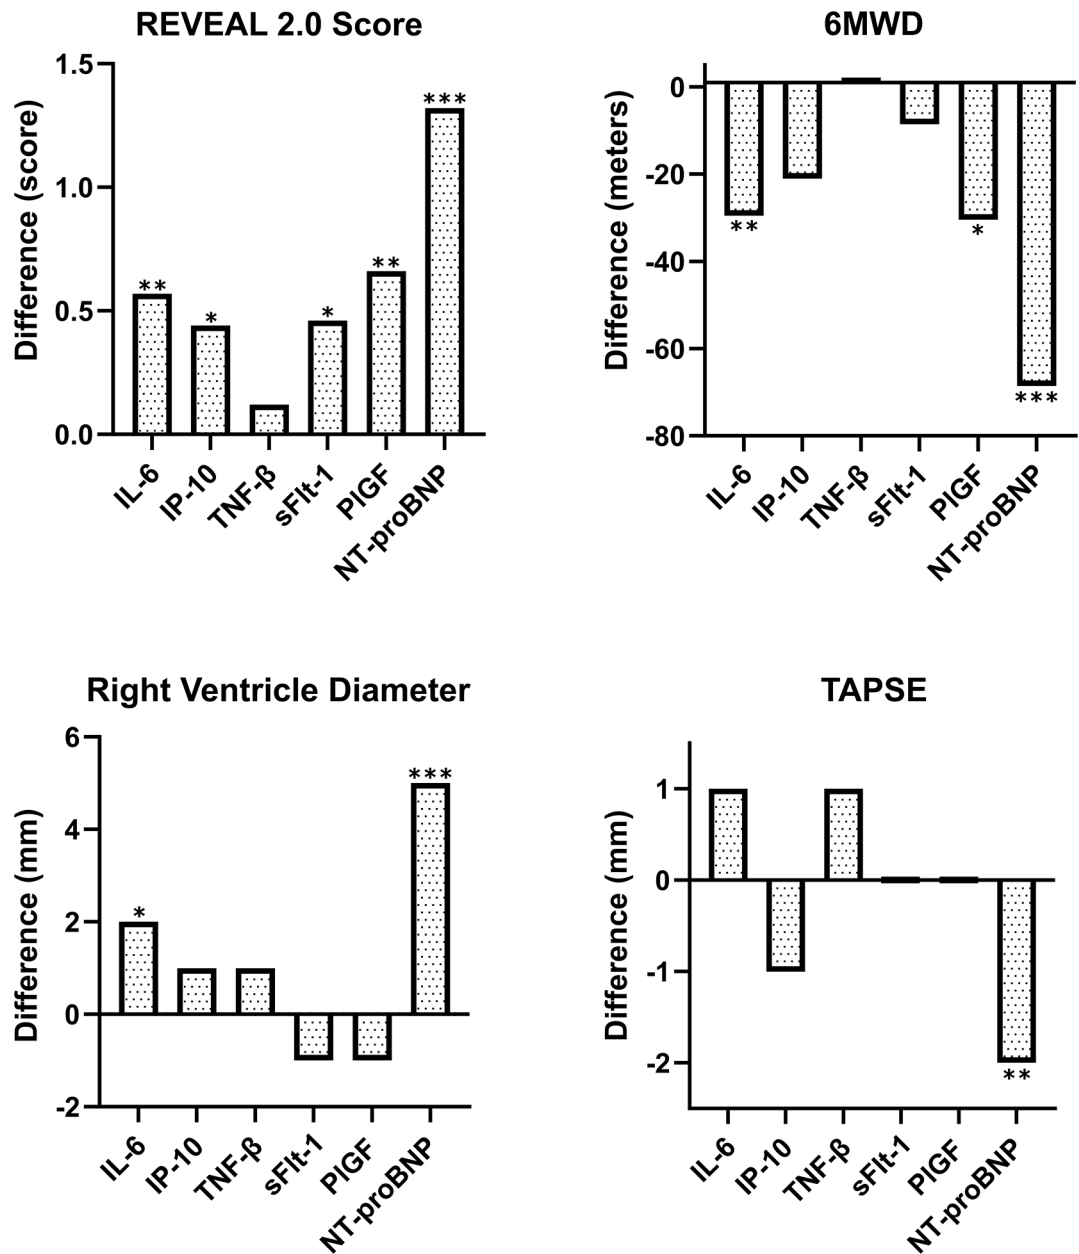 REVEAL 2.0 Score
Difference (score)
1.5
1.0
0.5
0.0
**
*
*
**
***
IL-6
IP-10
TNF-β
sFlt-1
PlGF
NT-proBNP
6MWD
Difference (meters)
0
-20
-40
-60
-80
**
*
***
IL-6
IP-10
TNF-β
sFlt-1
PlGF
NT-proBNP
Right Ventricle Diameter
Difference (mm)
6
4
2
0
-2
*
***
IL-6
IP-10
TNF-β
sFlt-1
PlGF
NT-proBNP
TAPSE
Difference (mm)
1
0
-1
-2
**
IL-6
IP-10
TNF-β
sFlt-1
PlGF
NT-proBNP